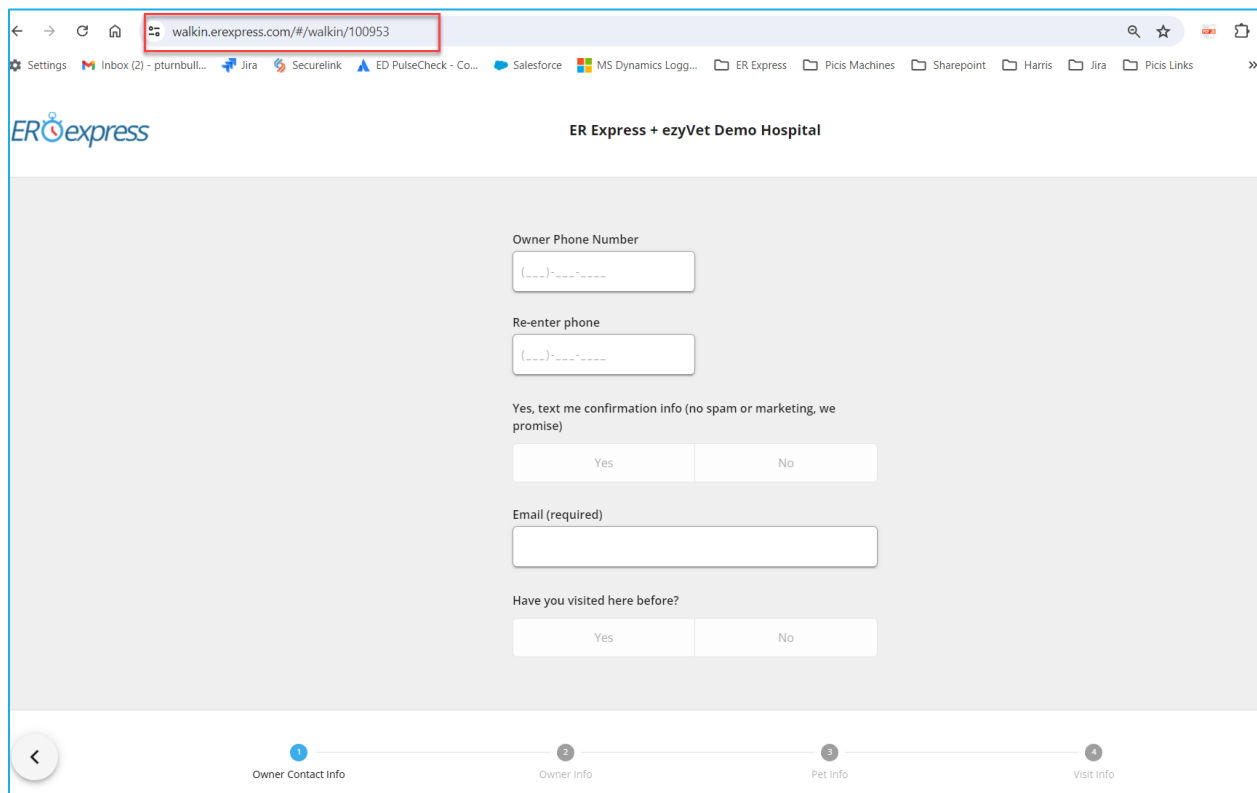 walkin.erexpress.com/#/walkin/100953
Settings Inbox (2) - pturnbull... Jira Securelink ED PulseCheck - Co... Salesforce MS Dynamics Logg... ER Express Picis Machines Sharepoint Harris Jira Picis Links »
ER express
ER Express + ezyVet Demo Hospital
Owner Phone Number
(___)-___-____
Re-enter phone
(___)-___-____
Yes, text me confirmation info (no spam or marketing, we
promise)
Yes No
Email (required)
Have you visited here before?
Yes No
1 2 3 4
Owner Contact Info Owner Info Pet Info Visit Info